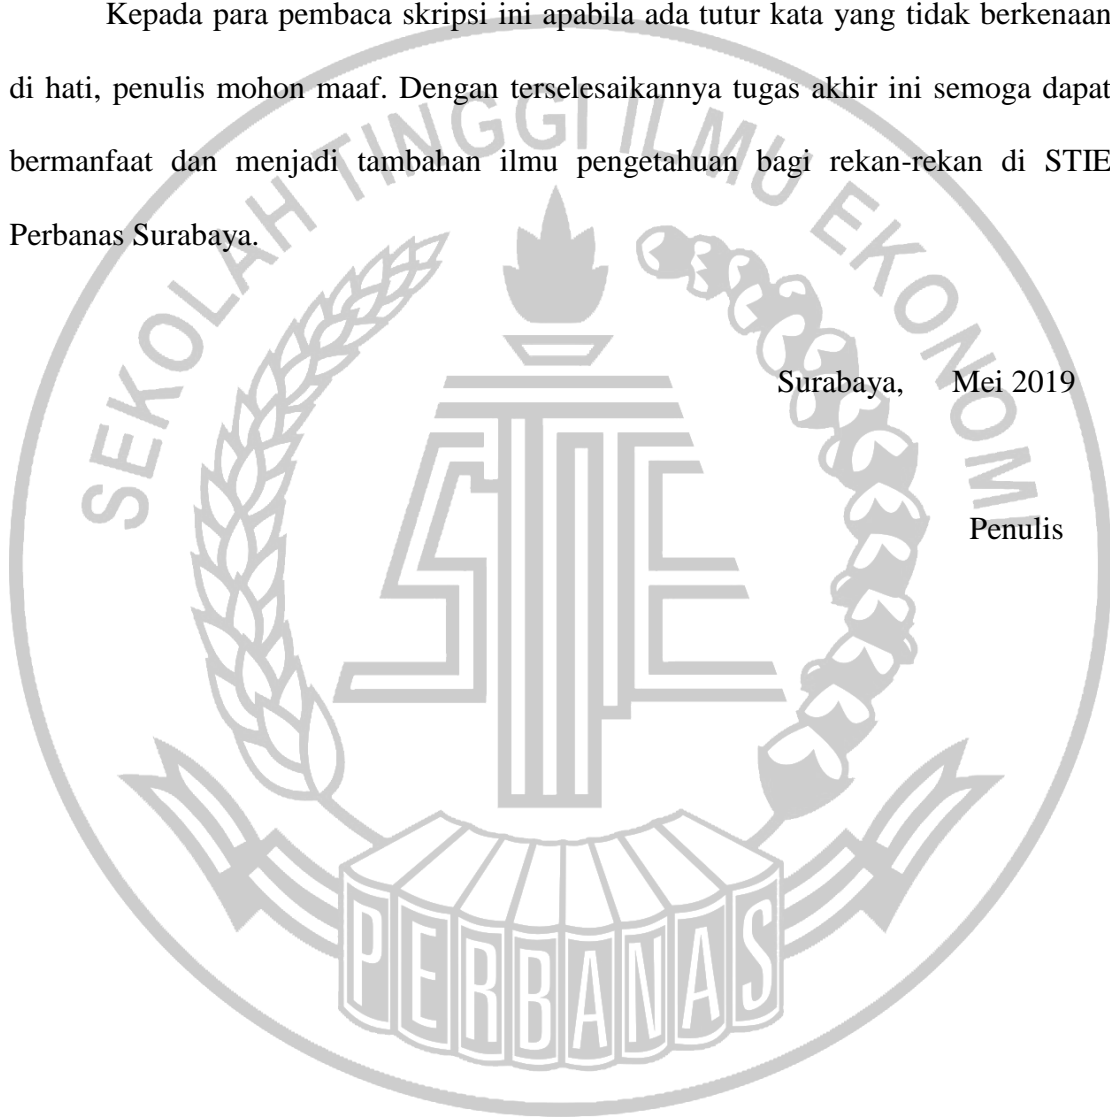 Kepada para pembaca skripsi ini apabila ada tutur kata yang tidak berkenaan
di hati, penulis mohon maaf. Dengan terselesaikannya tugas akhir ini semoga dapat
bermanfaat dan menjadi tambahan ilmu pengetahuan bagi rekan-rekan di STIE
Perbanas Surabaya.
Surabaya, Mei 2019
Penulis
SEKOLAH TINGGI ILMU EKONOMI
STIE
PERBANAS